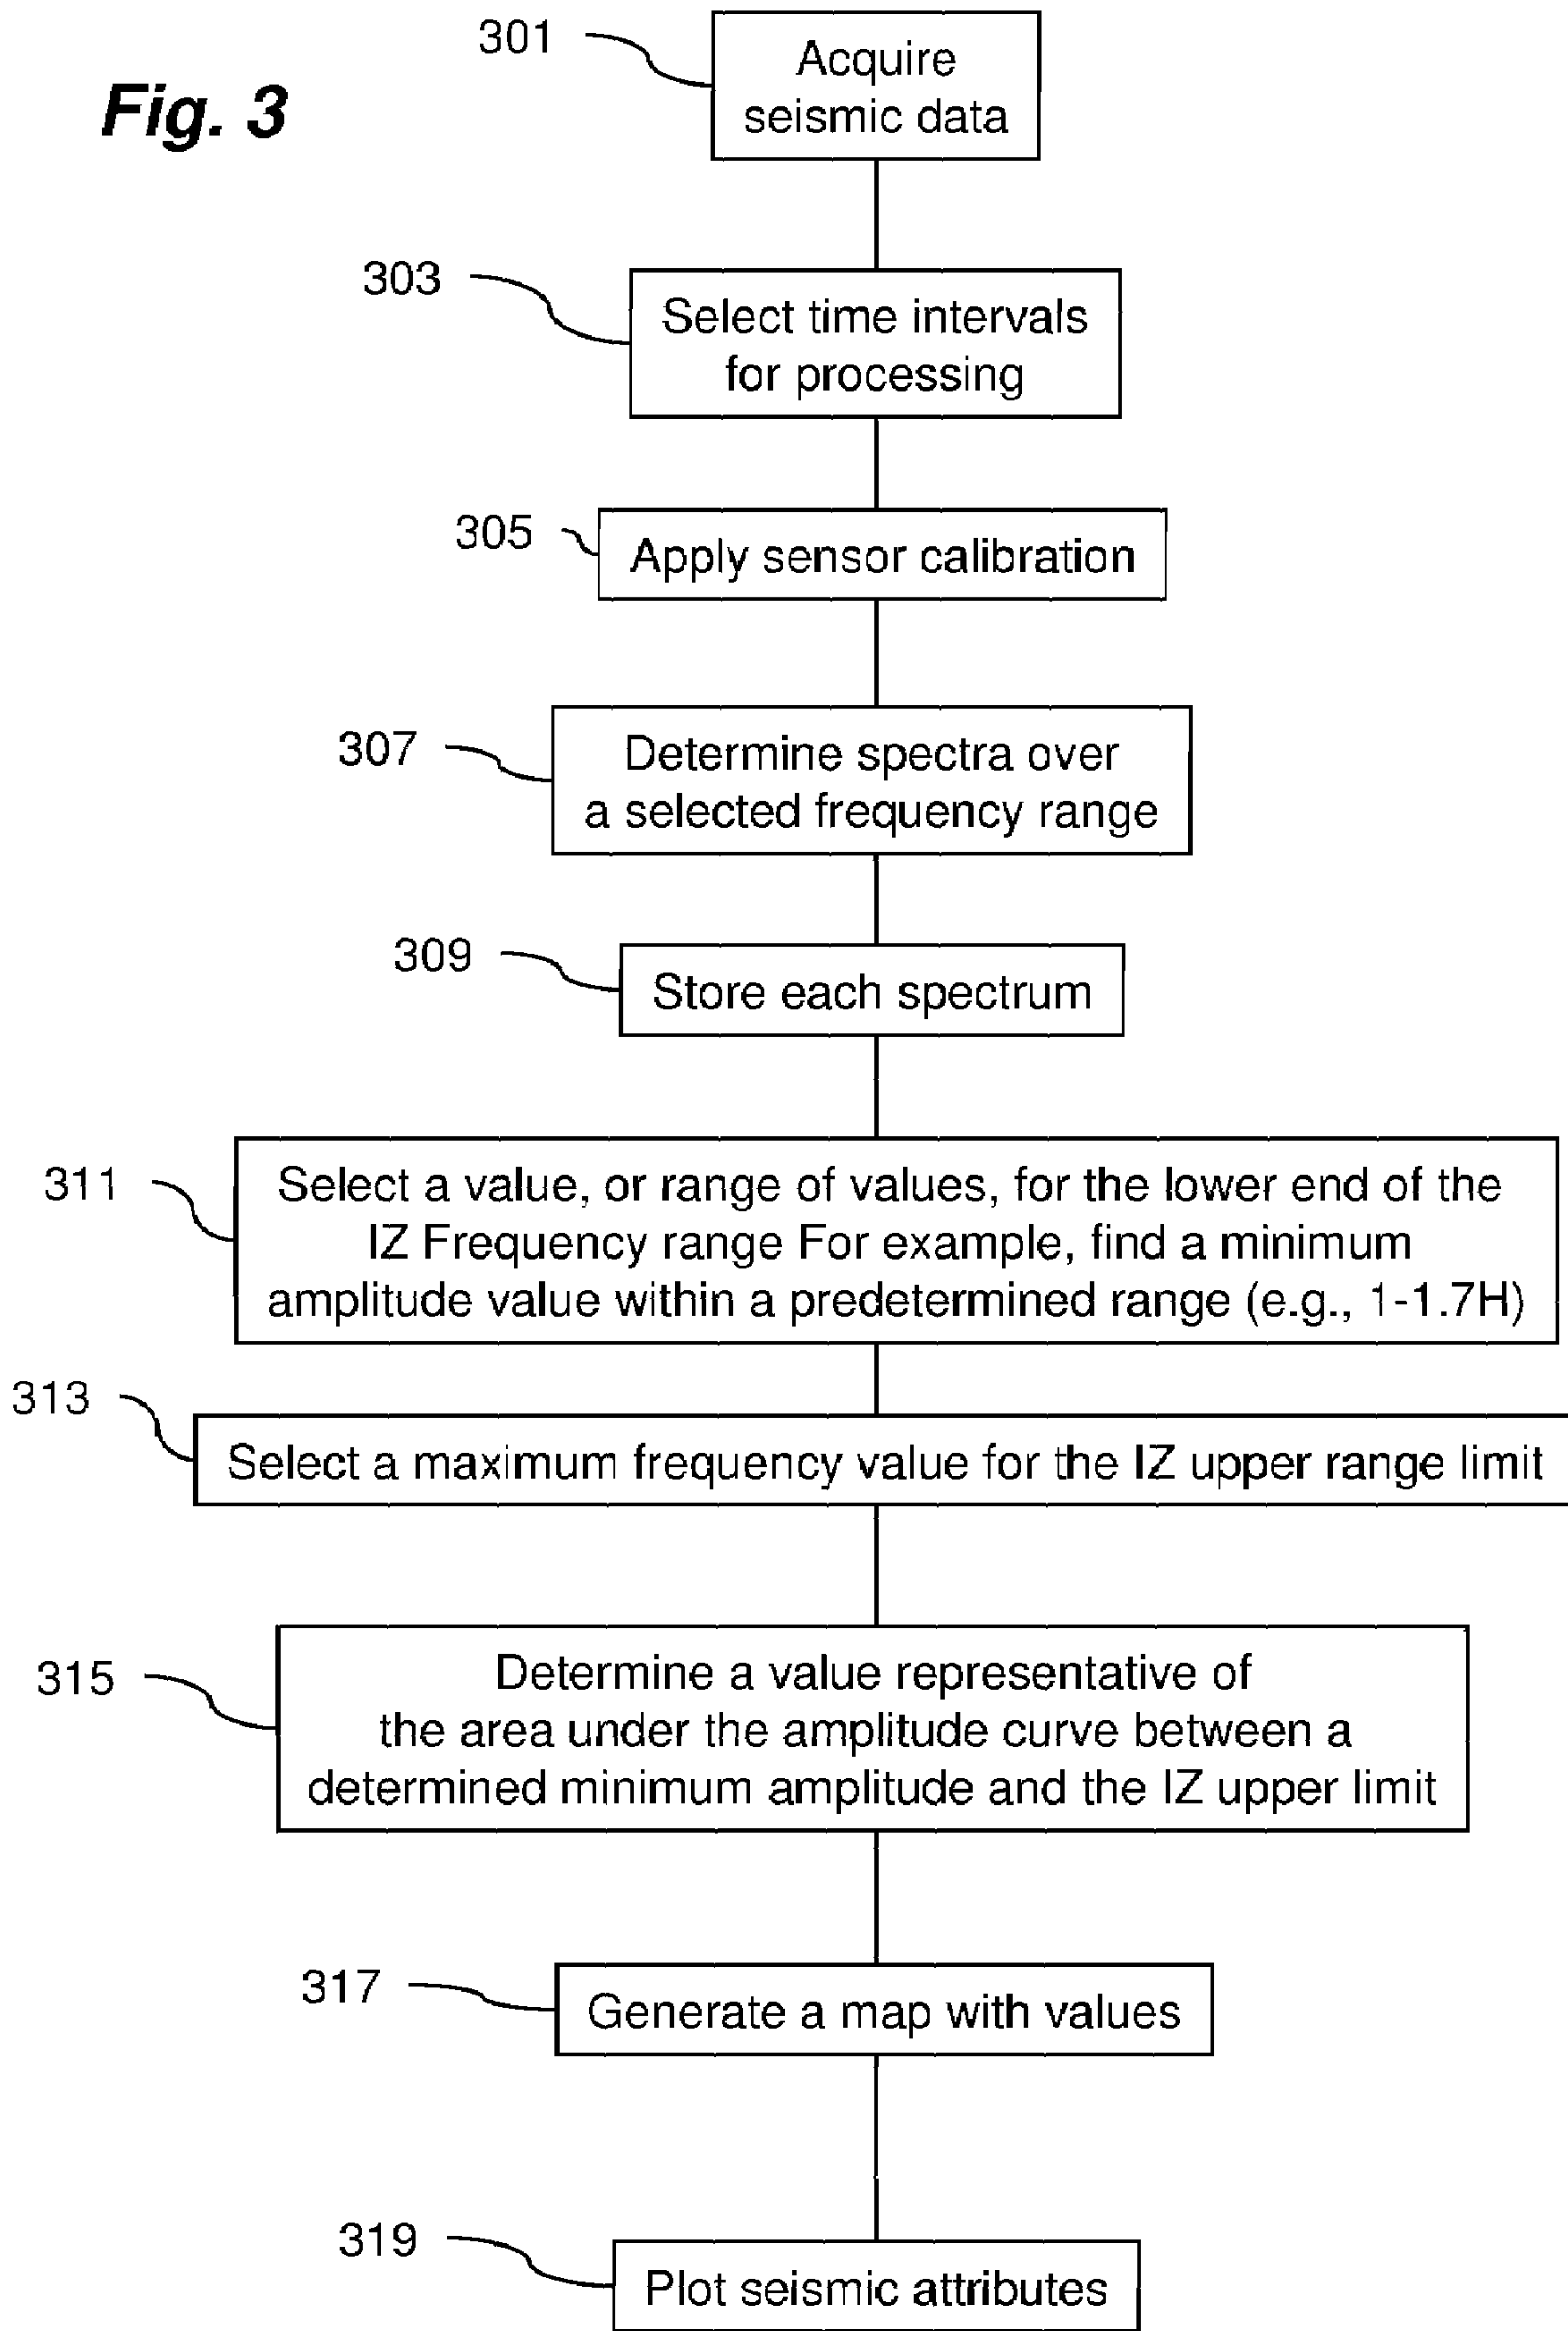 Fig. 3
301
Acquire
seismic data
303
Select time intervals
for processing
305
Apply sensor calibration
307
Determine spectra over
a selected frequency range
309
Store each spectrum
311
Select a value, or range of values, for the lower end of the
IZ Frequency range For example, find a minimum
amplitude value within a predetermined range (e.g., 1-1.7H)
313
Select a maximum frequency value for the IZ upper range limit
315
Determine a value representative of
the area under the amplitude curve between a
determined minimum amplitude and the IZ upper limit
317
Generate a map with values
319
Plot seismic attributes